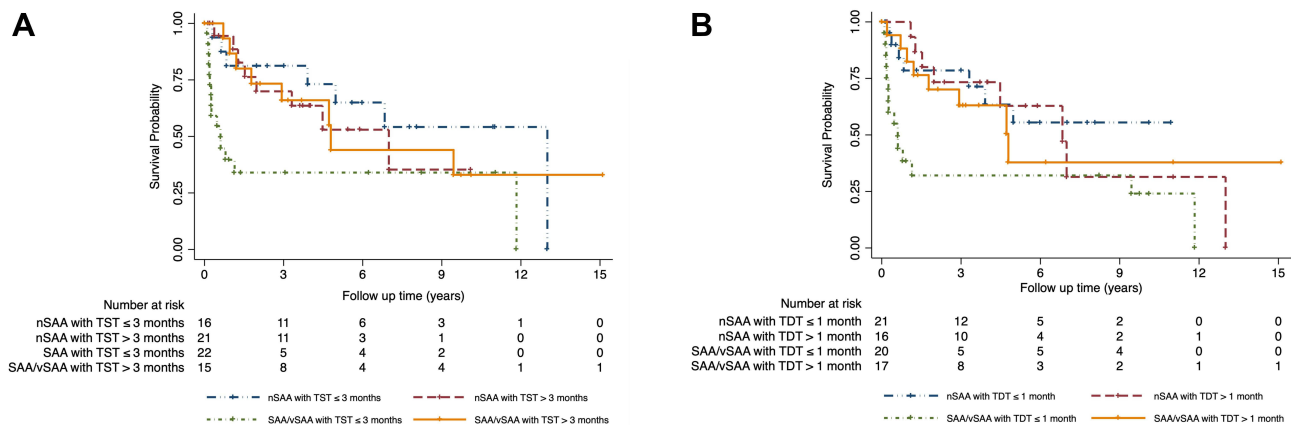 A
1.00
0.75
0.50
0.25
0.00
Survival Probability
0 3 6 9 12 15
Follow up time (years)
Number at risk
nSAA with TST ≤ 3 months 16 11 6 3 1 0
nSAA with TST > 3 months 21 11 3 1 0 0
SAA with TST ≤ 3 months 22 5 4 2 0 0
SAA/vSAA with TST > 3 months 15 8 4 4 1 1
nSAA with TST ≤ 3 months nSAA with TST > 3 months
SAA/vSAA with TST ≤ 3 months SAA/vSAA with TST > 3 months
B
1.00
0.75
0.50
0.25
0.00
Survival Probability
0 3 6 9 12 15
Follow up time (years)
Number at risk
nSAA with TDT ≤ 1 month 21 12 5 2 0 0
nSAA with TDT > 1 month 16 10 4 2 1 0
SAA/vSAA with TDT ≤ 1 month 20 5 5 4 0 0
SAA/vSAA with TDT > 1 month 17 8 3 2 1 1
nSAA with TDT ≤ 1 month nSAA with TDT > 1 month
SAA/vSAA with TDT ≤ 1 month SAA/vSAA with TDT > 1 month